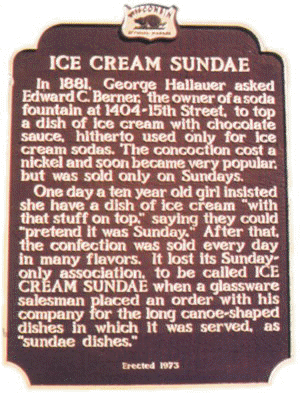 WISCONSIN
OFFICIAL MARKER
ICE CREAM SUNDAE
In 1881, George Hallauer asked
Edward C. Berner, the owner of a soda
fountain at 1404-15th Street, to top
a dish of ice cream with chocolate
sauce, hitherto used only for ice
cream sodas. The concoction cost a
nickel and soon became very popular,
but was sold only on Sundays.
One day a ten year old girl insisted
she have a dish of ice cream "with
that stuff on top," saying they could
"pretend it was Sunday." After that,
the confection was sold every day
in many flavors. It lost its Sunday-
only association, to be called ICE
CREAM SUNDAE when a glassware
salesman placed an order with his
company for the long canoe-shaped
dishes in which it was served, as
"sundae dishes."
Erected 1973